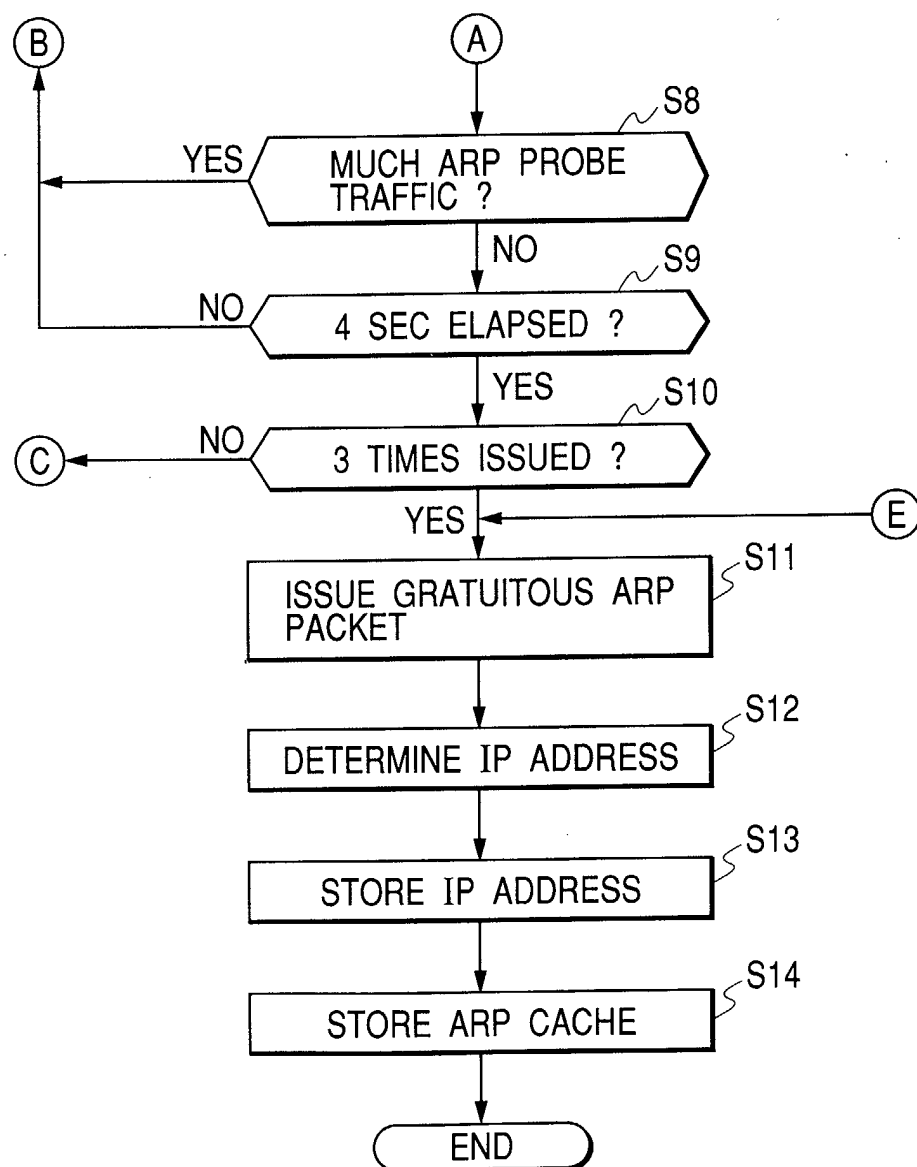 B
A
S8
YES
MUCH ARP PROBE
TRAFFIC ?
NO
S9
NO
4 SEC ELAPSED ?
YES
S10
NO
C
3 TIMES ISSUED ?
YES
E
S11
ISSUE GRATUITOUS ARP
PACKET
S12
DETERMINE IP ADDRESS
S13
STORE IP ADDRESS
S14
STORE ARP CACHE
END